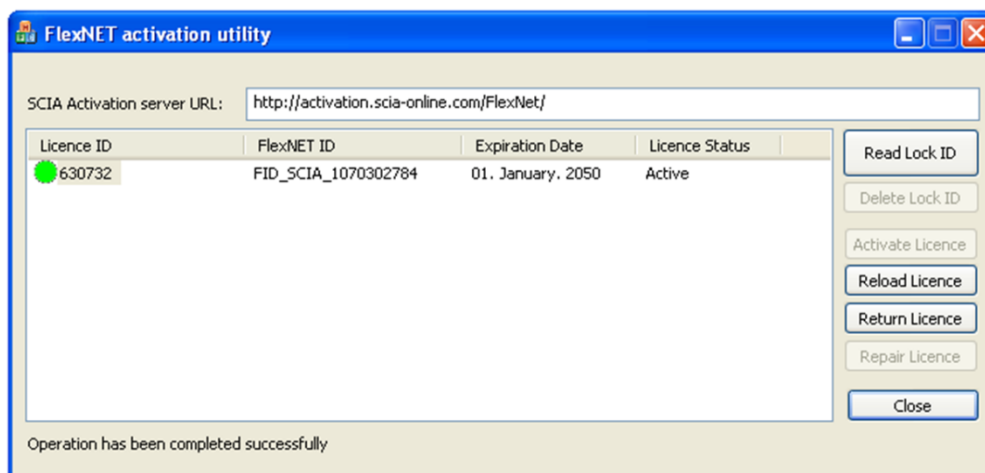 FlexNET activation utility
SCIA Activation server URL: http://activation.scia-online.com/FlexNet/
Licence ID FlexNET ID Expiration Date Licence Status
630732 FID_SCIA_1070302784 01. January. 2050 Active
Read Lock ID
Delete Lock ID
Activate Licence
Reload Licence
Return Licence
Repair Licence
Close
Operation has been completed successfully